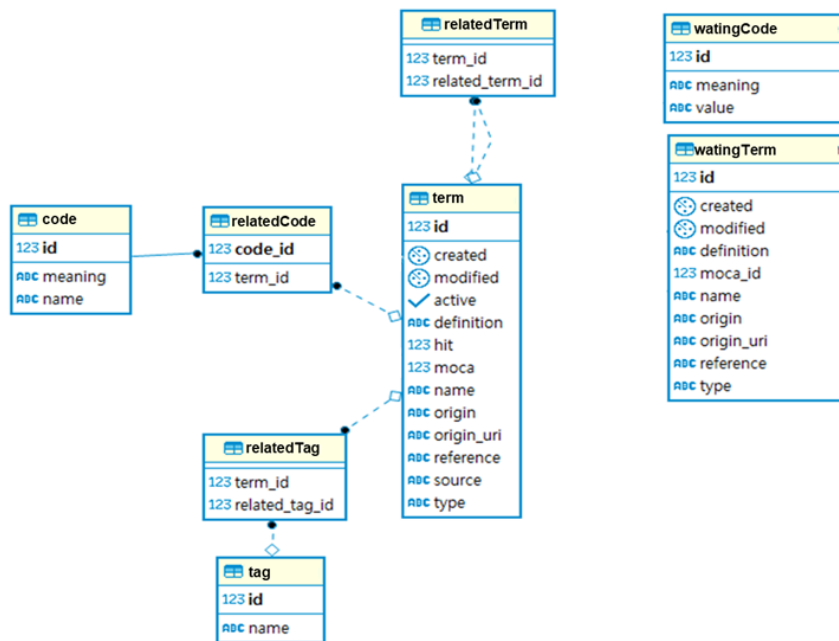 relatedTerm
123 term_id
123 related_term_id
watingCode
123 id
ABC meaning
ABC value
watingTerm
123 id
created
modified
ABC definition
123 moca_id
ABC name
ABC origin
ABC origin_uri
ABC reference
ABC type
code
123 id
ABC meaning
ABC name
relatedCode
123 code_id
123 term_id
term
123 id
created
modified
active
ABC definition
123 hit
123 moca
ABC name
ABC origin
ABC origin_uri
ABC reference
ABC source
ABC type
relatedTag
123 term_id
123 related_tag_id
tag
123 id
ABC name